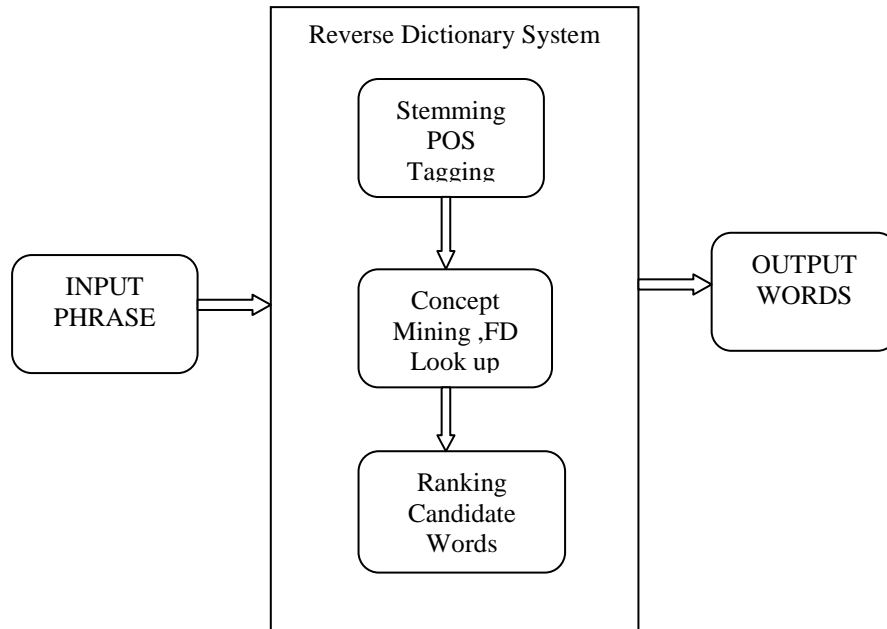 Reverse Dictionary System
Stemming
POS
Tagging
INPUT
PHRASE
Concept
Mining ,FD
Look up
OUTPUT
WORDS
Ranking
Candidate
Words